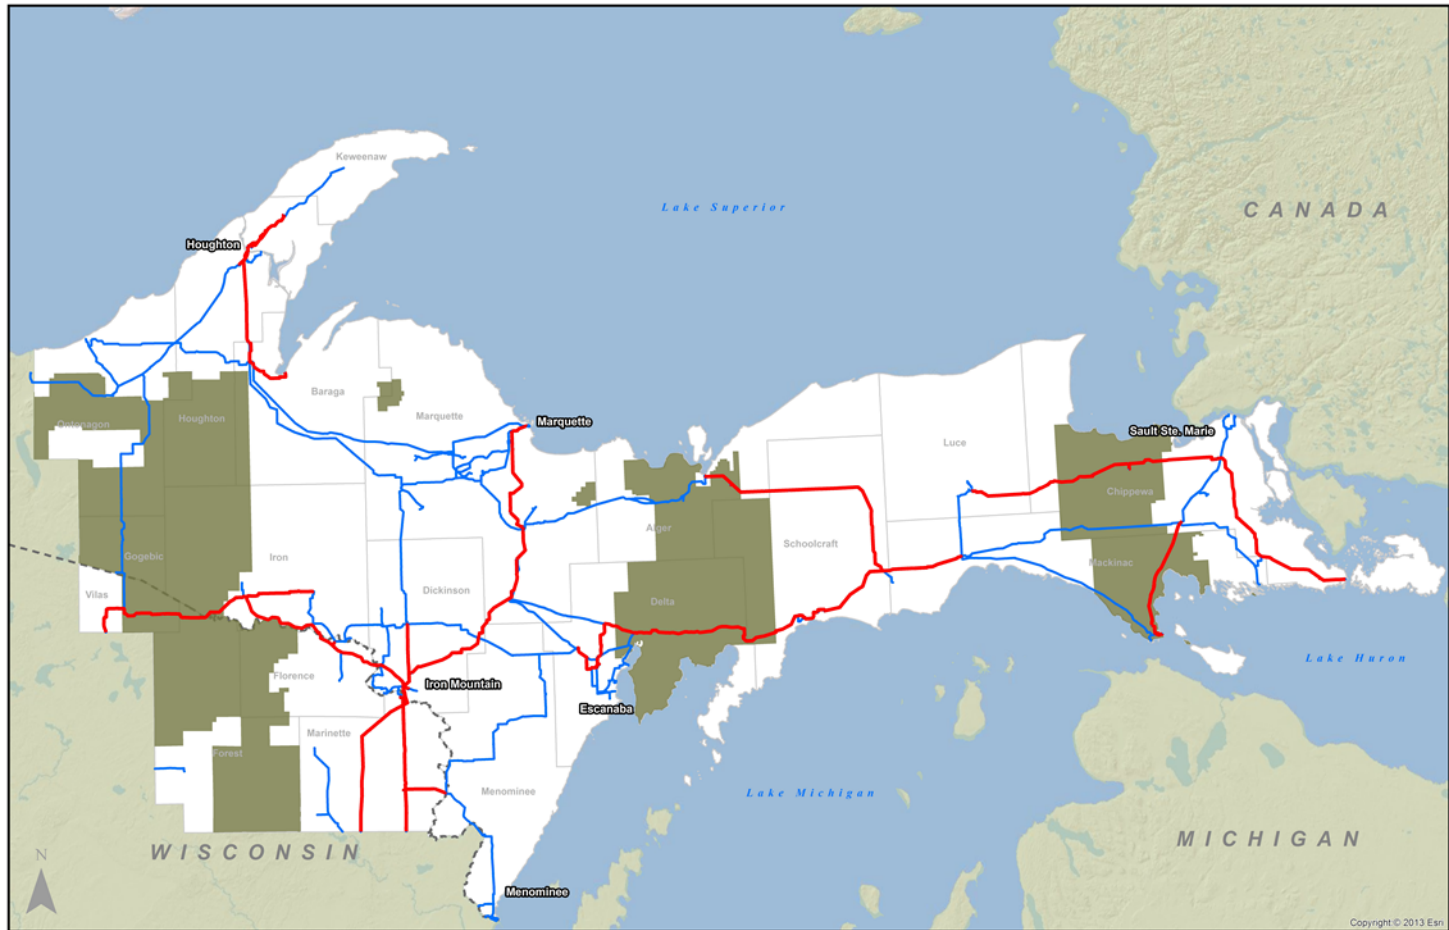 Keweenaw
Lake Superior
CANADA
Houghton
Baraga
Marquette
Marquette
Ontonagon
Houghton
Luce
Sault Ste. Marie
Chippewa
Alger
Schoolcraft
Gogebic
Iron
Mackinac
Vilas
Dickinson
Delta
Lake Huron
Florence
Iron Mountain
Escanaba
Marinette
Forest
Menominee
Lake Michigan
WISCONSIN
MICHIGAN
N
Menominee
Copyright © 2013 Esri